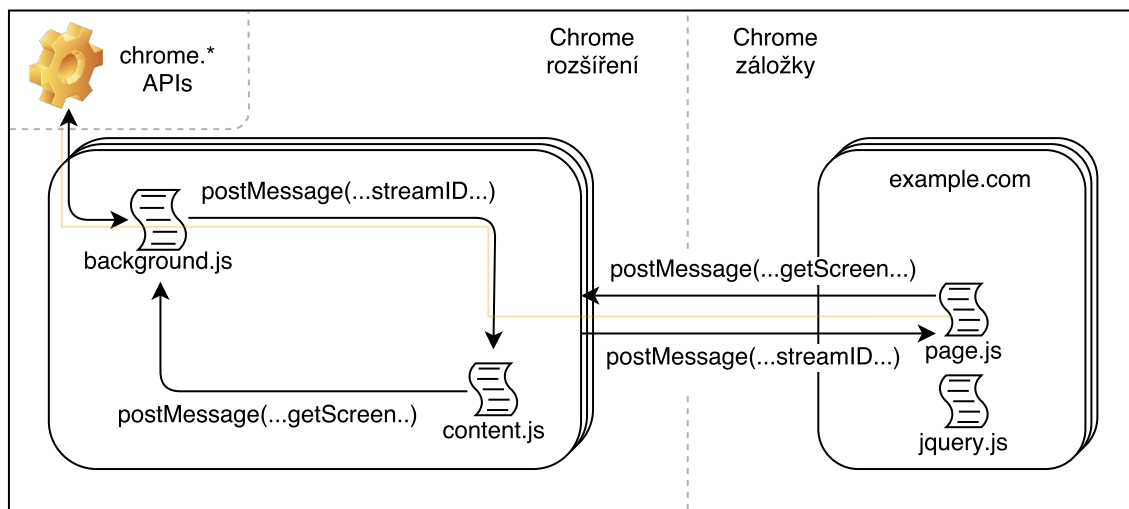 chrome.*
APIs
Chrome
rozšíření
Chrome
záložky
postMessage(...streamID...)
background.js
postMessage(...getScreen..)
content.js
example.com
postMessage(...getScreen...)
postMessage(...streamID...)
page.js
jquery.js